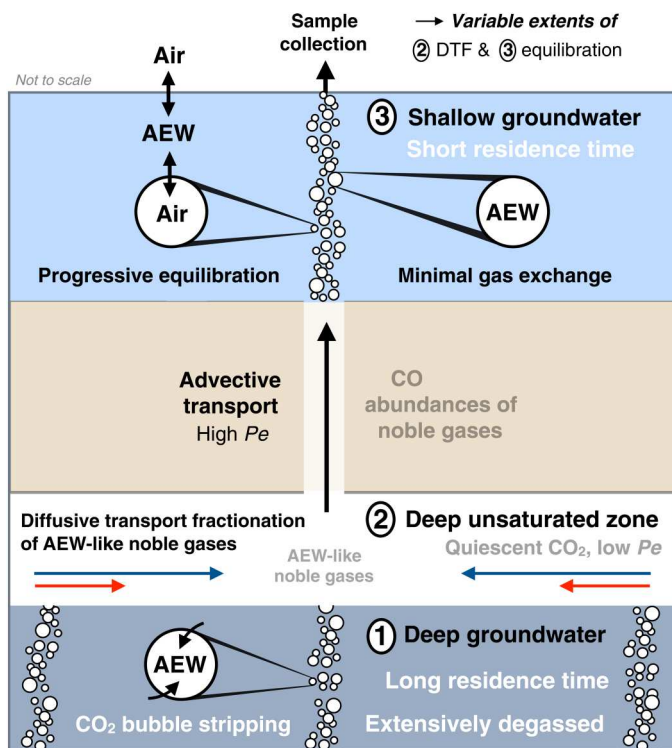 Sample
collection
→ Variable extents of
② DTF & ③ equilibration
Not to scale
Air
AEW
Air
Progressive equilibration
③ Shallow groundwater
Short residence time
AEW
Minimal gas exchange
Advective
transport
High Pe
CO
abundances of
noble gases
Diffusive transport fractionation
of AEW-like noble gases
AEW-like
noble gases
② Deep unsaturated zone
Quiescent CO₂, low Pe
① Deep groundwater
AEW
Long residence time
CO₂ bubble stripping
Extensively degassed